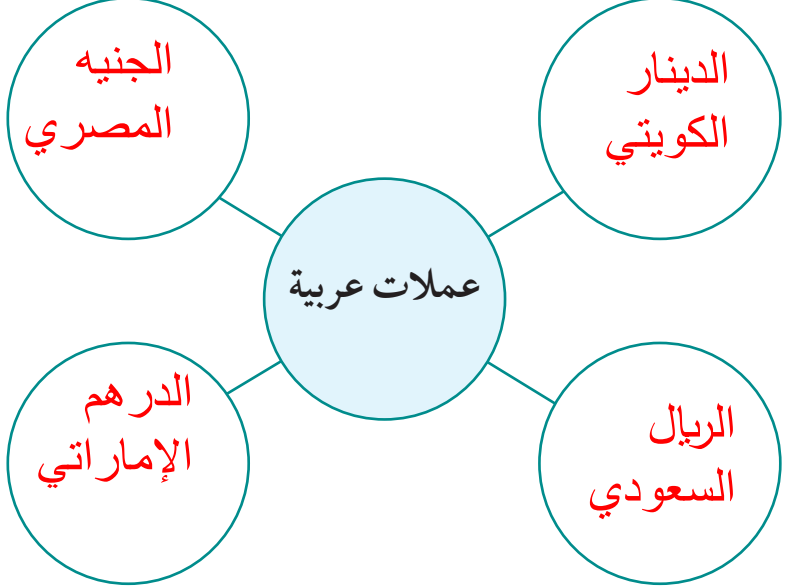 الدينار
الكويتي
الجنيه
المصري
عملات عربية
الريال
السعودي
الدرهم
الإماراتي